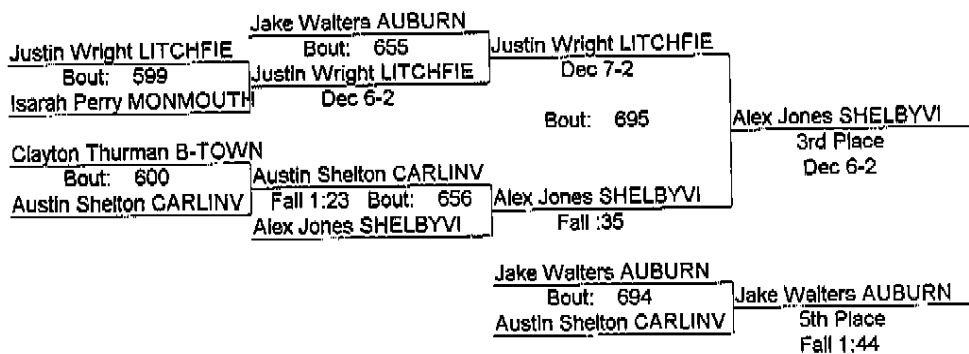 Jake Walters AUBURN
Justin Wright LITCHFIE
Bout: 655
Justin Wright LITCHFIE
Bout: 599
Justin Wright LITCHFIE
Dec 7-2
Isarah Perry MONMOUTH
Dec 6-2
Bout: 695
Alex Jones SHELBYVI
3rd Place
Dec 6-2
Clayton Thurman B-TOWN
Bout: 600
Austin Shelton CARLINV
Austin Shelton CARLINV
Fall 1:23 Bout: 656
Alex Jones SHELBYVI
Alex Jones SHELBYVI
Fall :35
Jake Walters AUBURN
Bout: 694
Jake Walters AUBURN
Austin Shelton CARLINV
5th Place
Fall 1:44